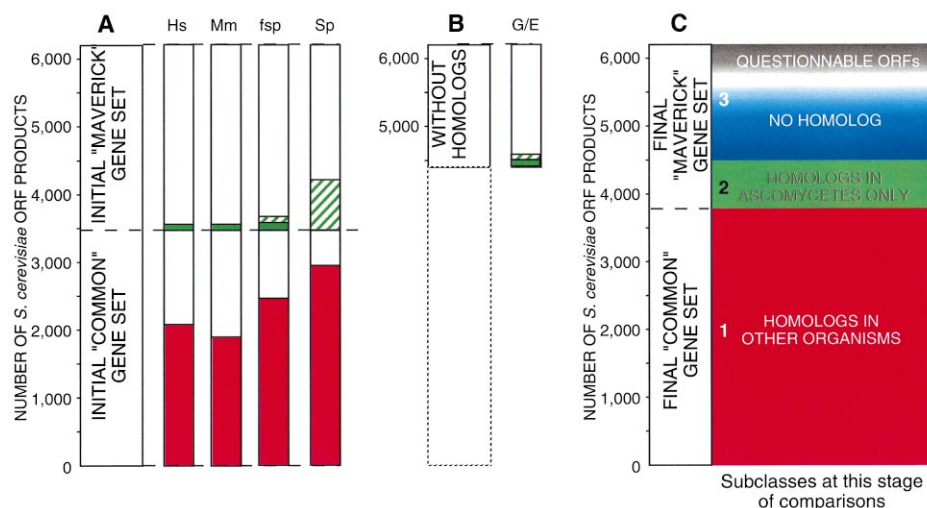 A
Hs
Mm
fsp
Sp
NUMBER OF S. cerevisiae ORF PRODUCTS
6,000
5,000
4,000
3,000
2,000
1,000
0
INITIAL "MAVERICK"
GENE SET
INITIAL "COMMON"
GENE SET
B
G/E
6,000
5,000
WITHOUT
HOMOLOGS
C
NUMBER OF S. cerevisiae ORF PRODUCTS
6,000
5,000
4,000
3,000
2,000
1,000
0
FINAL
"MAVERICK"
GENE SET
FINAL "COMMON"
GENE SET
QUESTIONNABLE ORFs
3
NO HOMOLOG
2
HOMOLOGS IN
ASCOMYCETES ONLY
1
HOMOLOGS IN
OTHER ORGANISMS
Subclasses at this stage
of comparisons